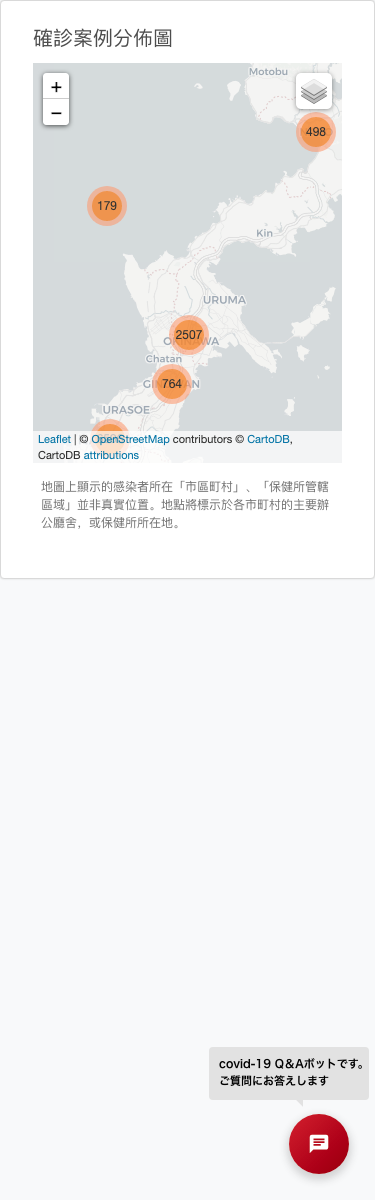 確診案例分佈圖
Motobu
+
−
498
179
Kin
URUMA
2507
Chatan
764
URASOE
Leaflet | © OpenStreetMap contributors © CartoDB,
CartoDB attributions
地圖上顯示的感染者所在「市區町村」、「保健所管轄
區域」並非真實位置。地點將標示於各市町村的主要辦
公廳舍，或保健所所在地。
covid-19 Q&Aボットです。
ご質問にお答えします